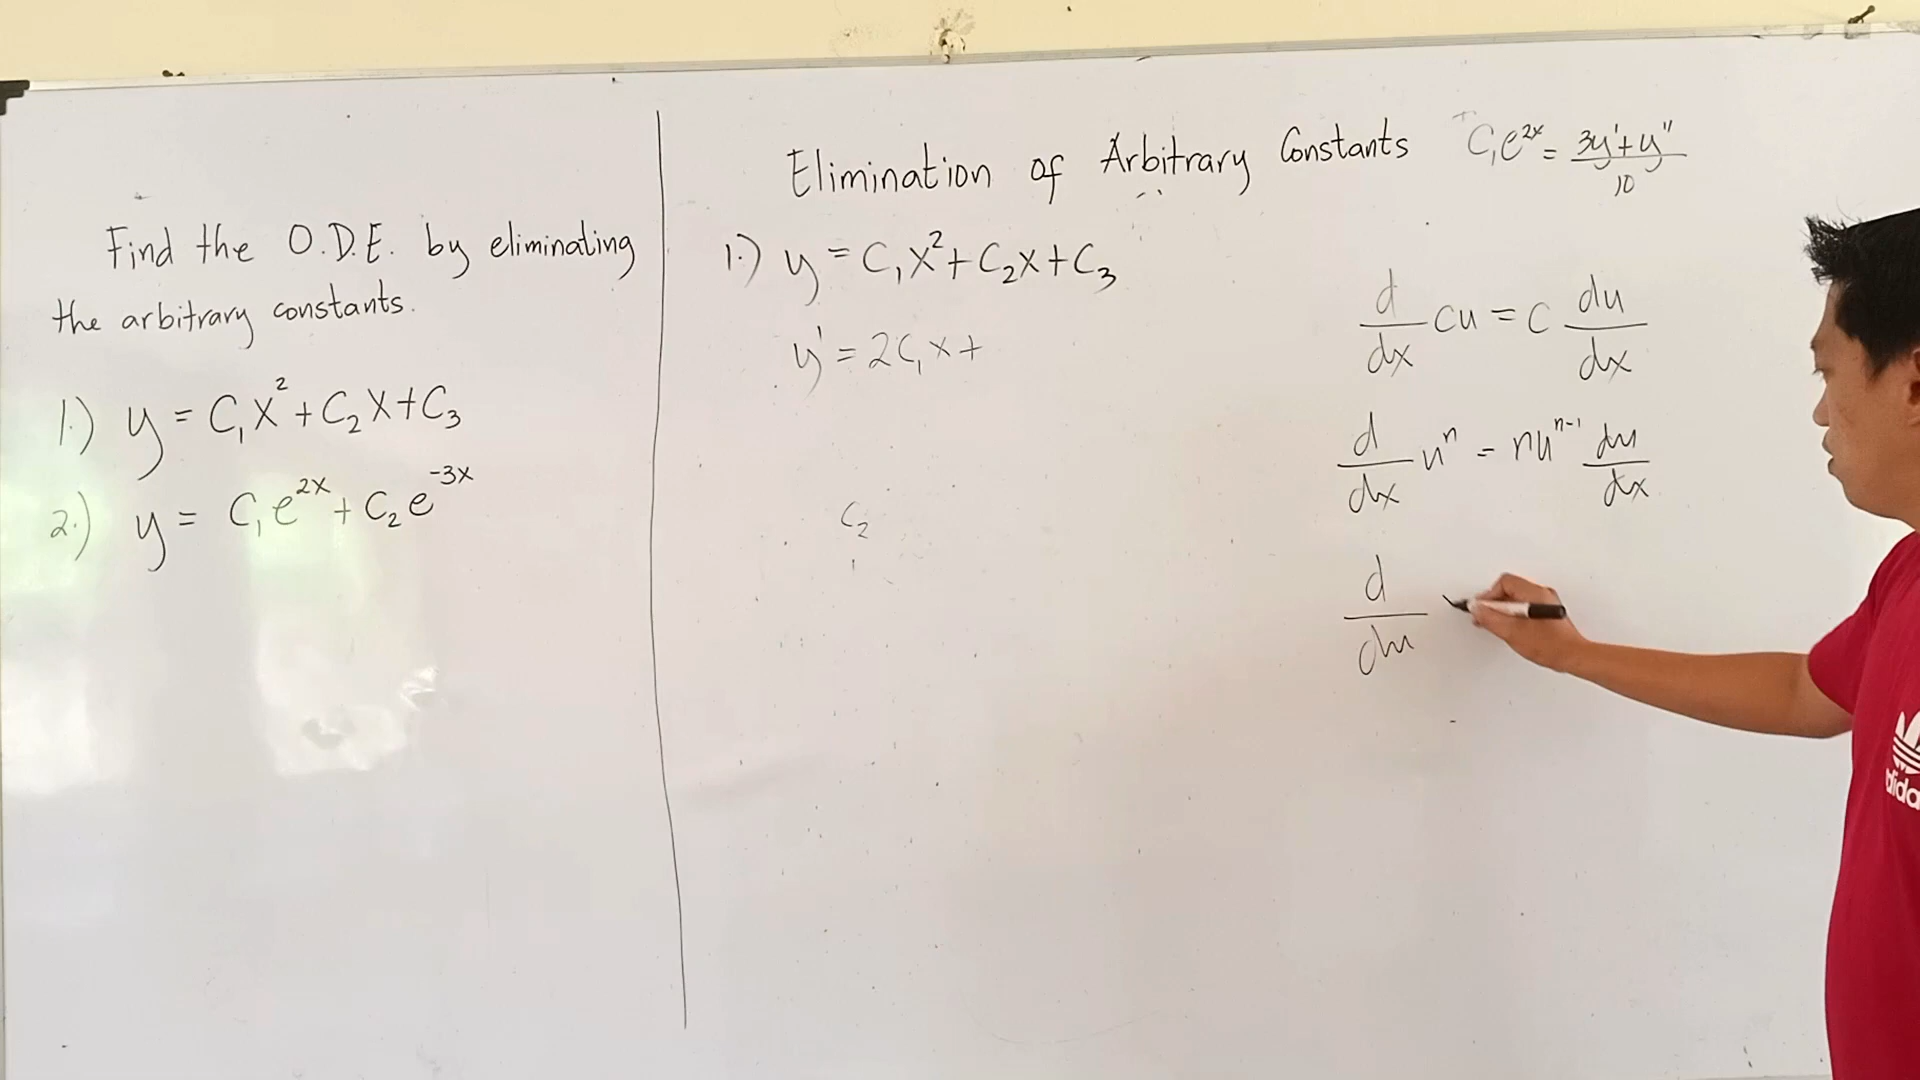 Find the O.D.E. by eliminating
the arbitrary constants.
1.) y = C₁X² + C₂X + C₃
2.) y = C₁e^(2X) + C₂e^(-3X)
Elimination of Arbitrary Constants
C₁e^(2x) = (3y' + y'')/10
1.) y = C₁X² + C₂X + C₃
y' = 2C₁X +
C₂
d/dx Cu = C du/dx
d/dx uⁿ = nuⁿ⁻¹ du/dx
d/du
adida